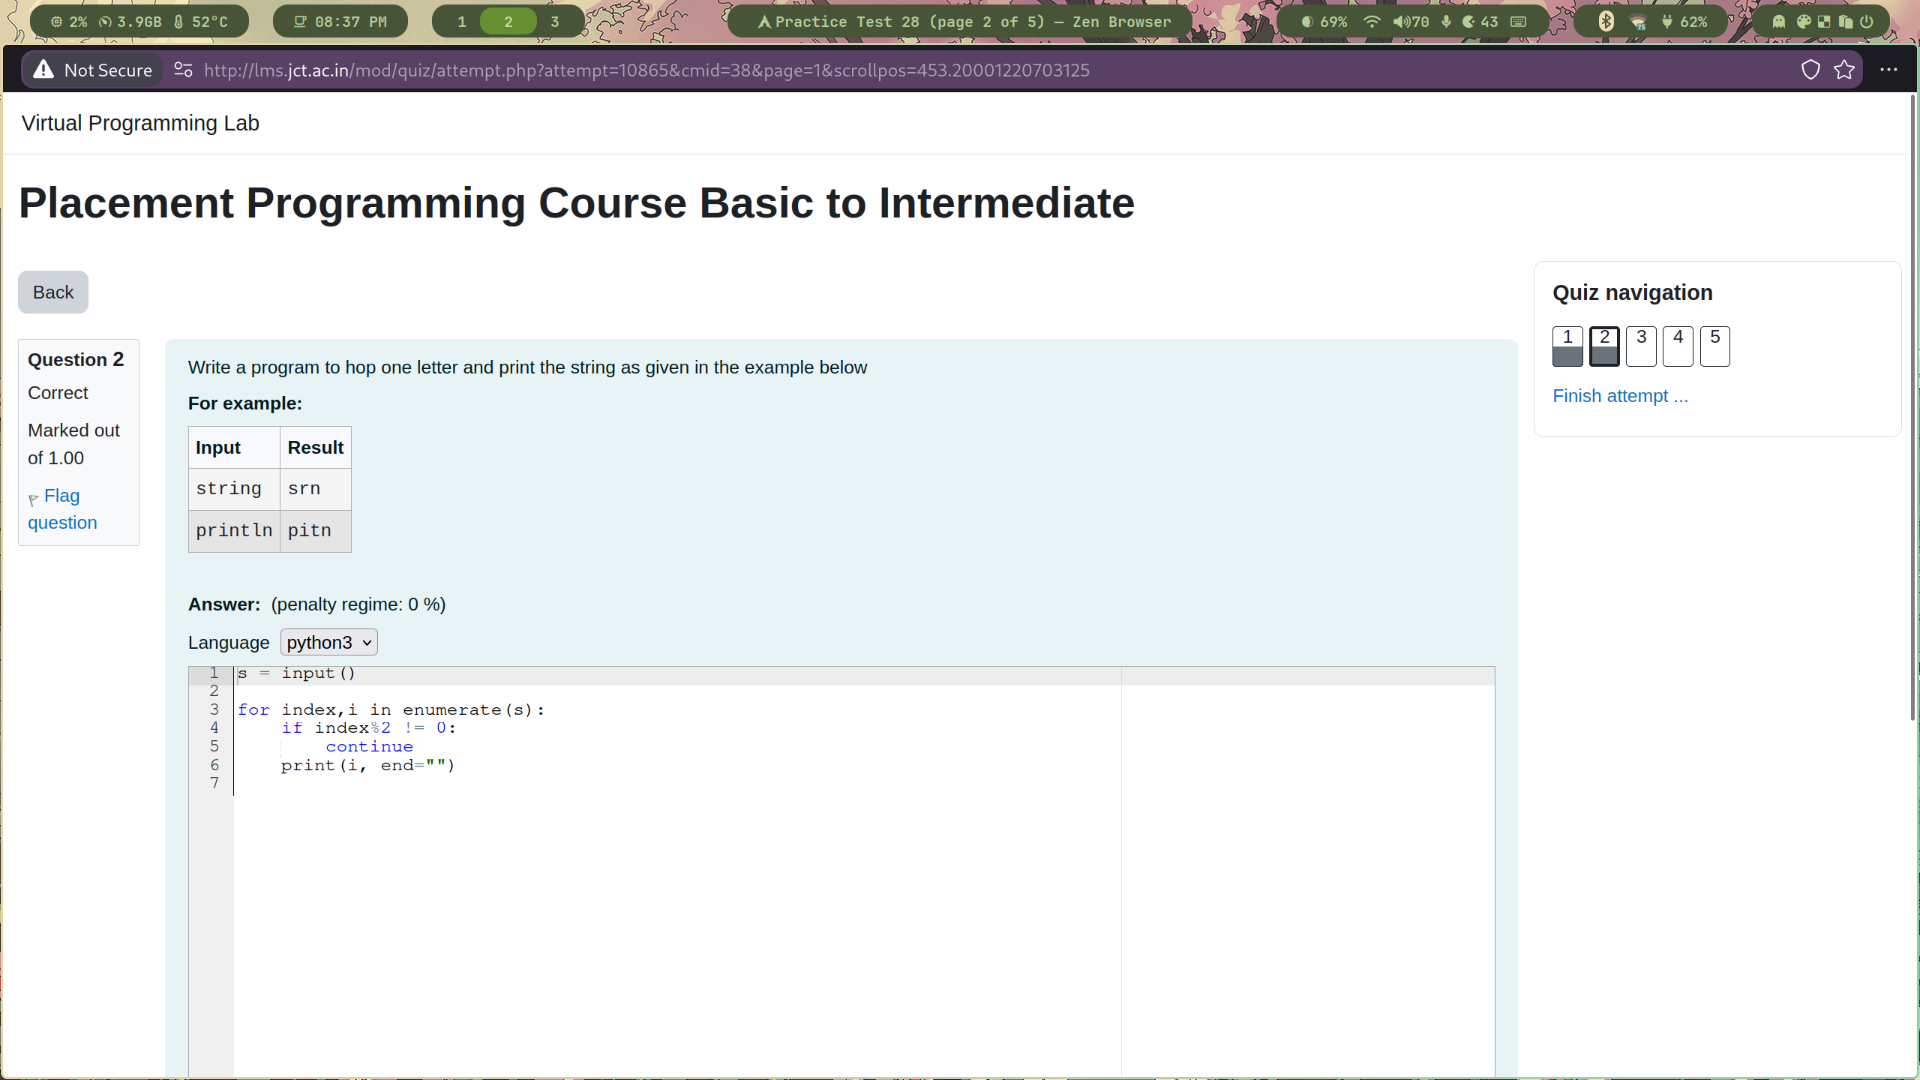 2% 3.9GB 52°C 08:37 PM 1 2 3 Practice Test 28 (page 2 of 5) — Zen Browser 69% 70 43 62%
Not Secure http://lms.jct.ac.in/mod/quiz/attempt.php?attempt=10865&cmid=38&page=1&scrollpos=453.20001220703125
Virtual Programming Lab
Placement Programming Course Basic to Intermediate
Back
Question 2
Correct
Marked out
of 1.00
Flag
question
Write a program to hop one letter and print the string as given in the example below
For example:
Input Result
string srn
println pitn
Answer: (penalty regime: 0 %)
Language python3
1 s = input()
2
3 for index,i in enumerate(s):
4 if index%2 != 0:
5 continue
6 print(i, end="")
7
Quiz navigation
1 2 3 4 5
Finish attempt ...